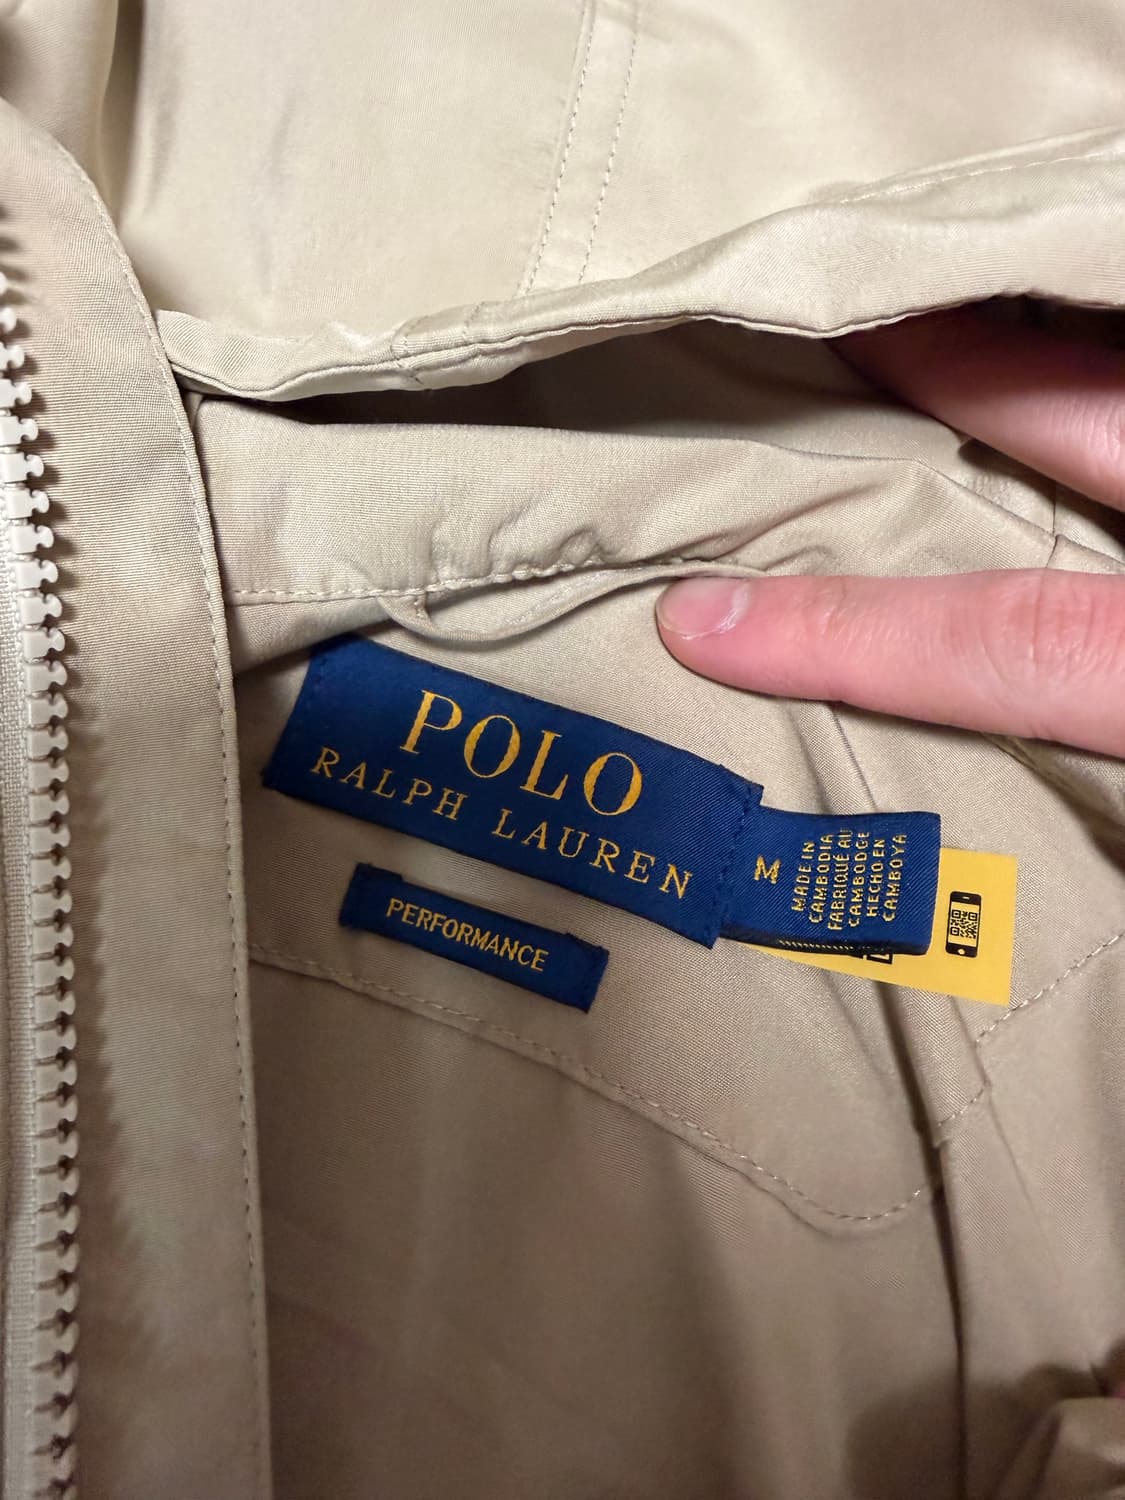 POLO
RALPH LAUREN
PERFORMANCE
M
MADE IN
CAMBODIA
FABRIQUÉ AU
CAMBODGE
HECHO EN
CAMBOYA